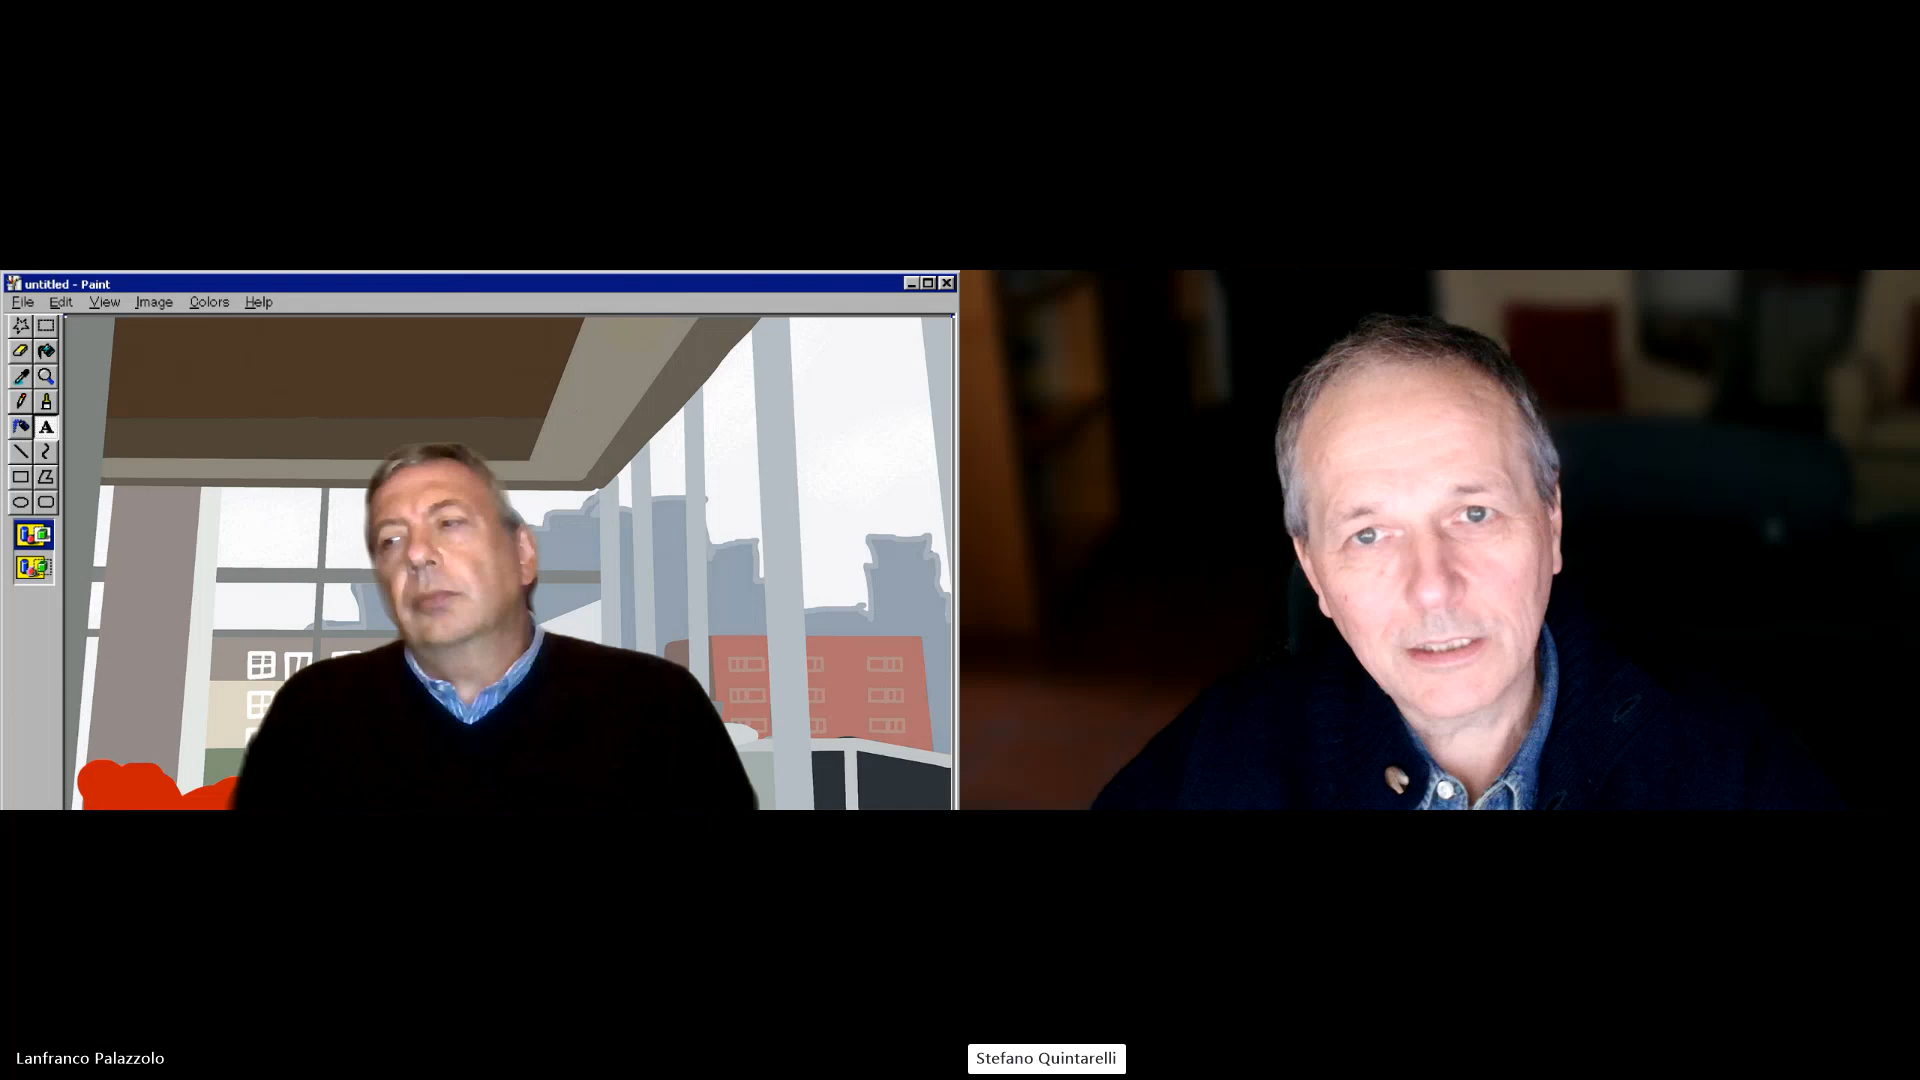 untitled - Paint
File Edit View Image Colors Help
A
Lanfranco Palazzolo
Stefano Quintarelli